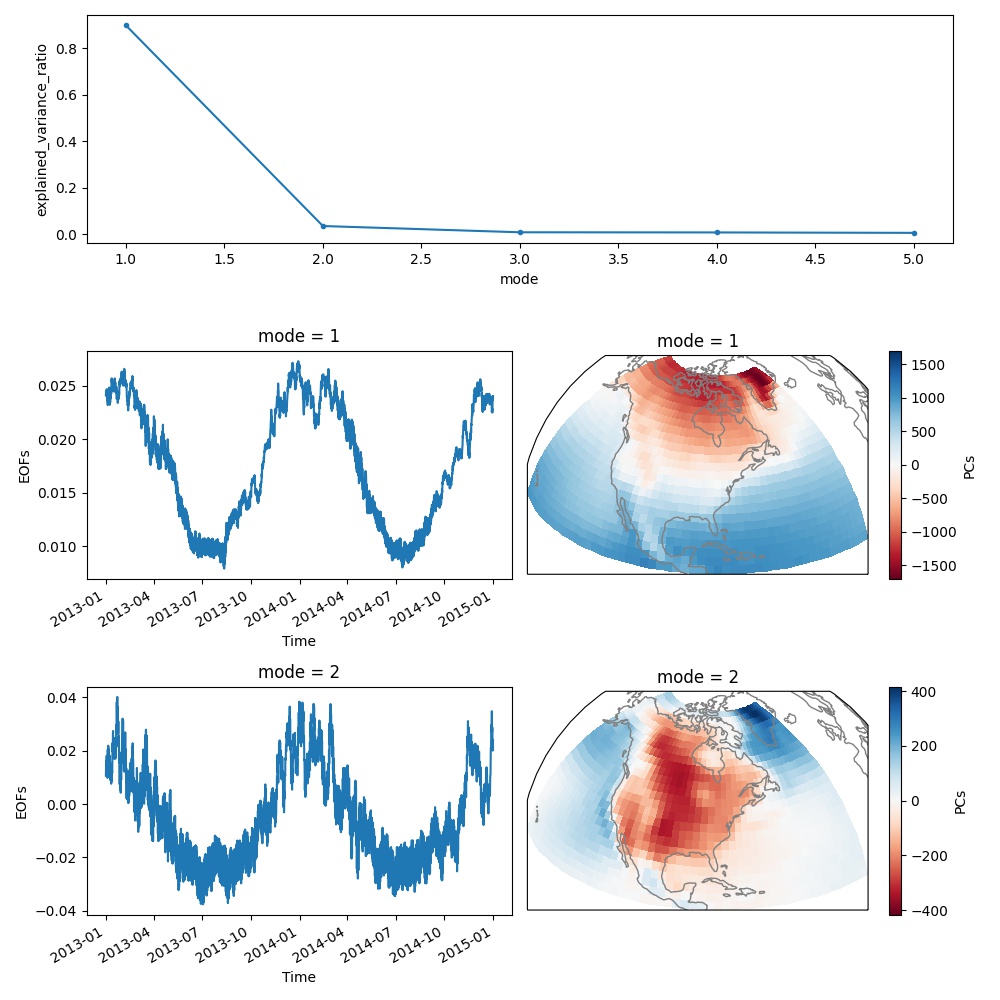 0.8
0.6
0.4
0.2
0.0
explained_variance_ratio
1.0 1.5 2.0 2.5 3.0 3.5 4.0 4.5 5.0
mode
mode = 1
0.025
0.020
0.015
0.010
EOFs
2013-01 2013-04 2013-07 2013-10 2014-01 2014-04 2014-07 2014-10 2015-01
Time
mode = 1
1500
1000
500
0
−500
−1000
−1500
PCs
mode = 2
0.04
0.02
0.00
−0.02
−0.04
EOFs
2013-01 2013-04 2013-07 2013-10 2014-01 2014-04 2014-07 2014-10 2015-01
Time
mode = 2
400
200
0
−200
−400
PCs